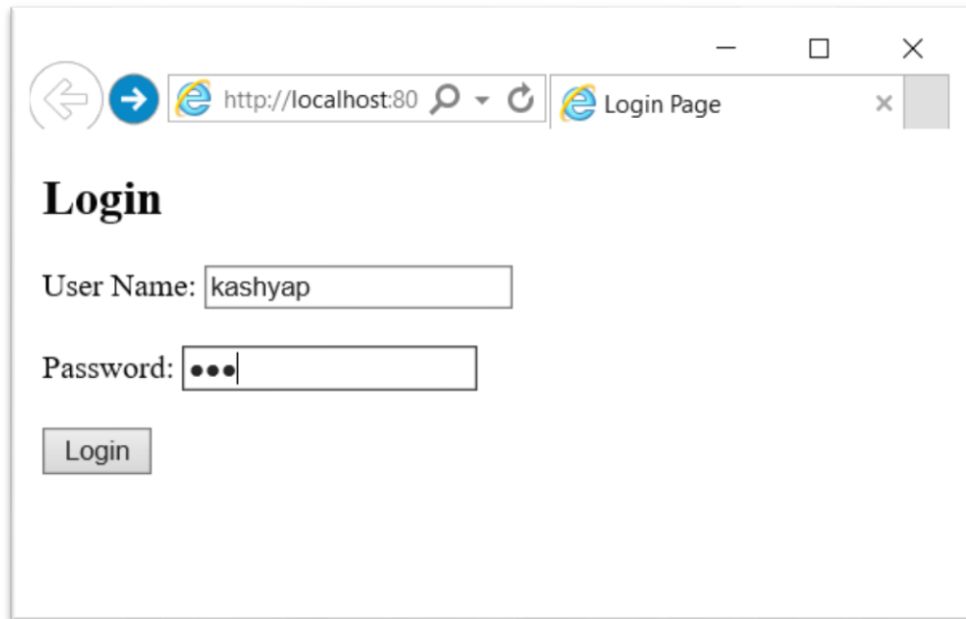 http://localhost:80 Login Page
Login
User Name: kashyap
Password: •••
Login